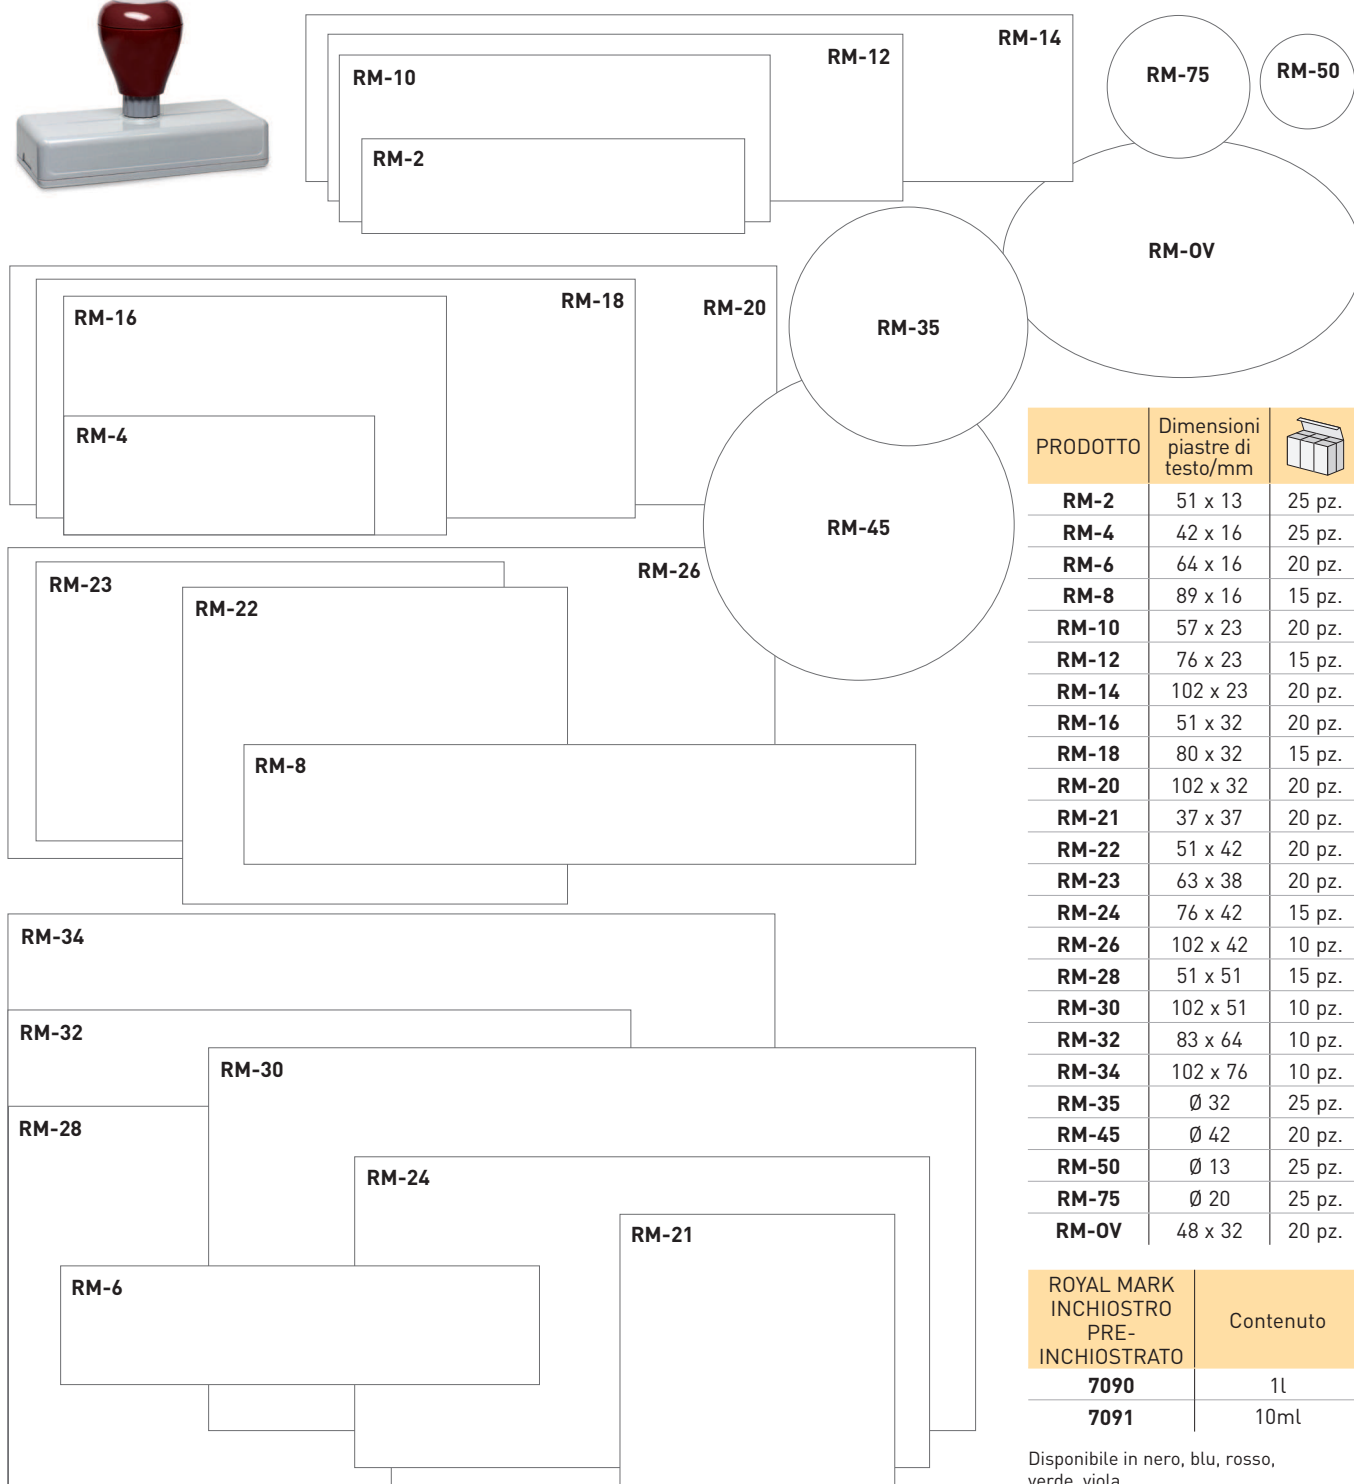 RM-14
RM-12
RM-10
RM-2
RM-75
RM-50
RM-OV
RM-18
RM-20
RM-16
RM-4
RM-35
RM-45
RM-23
RM-26
RM-22
RM-8
RM-34
RM-32
RM-30
RM-28
RM-24
RM-21
RM-6
PRODOTTO Dimensioni piastre di testo/mm
RM-2 51 x 13 25 pz.
RM-4 42 x 16 25 pz.
RM-6 64 x 16 20 pz.
RM-8 89 x 16 15 pz.
RM-10 57 x 23 20 pz.
RM-12 76 x 23 15 pz.
RM-14 102 x 23 20 pz.
RM-16 51 x 32 20 pz.
RM-18 80 x 32 15 pz.
RM-20 102 x 32 20 pz.
RM-21 37 x 37 20 pz.
RM-22 51 x 42 20 pz.
RM-23 63 x 38 20 pz.
RM-24 76 x 42 15 pz.
RM-26 102 x 42 10 pz.
RM-28 51 x 51 15 pz.
RM-30 102 x 51 10 pz.
RM-32 83 x 64 10 pz.
RM-34 102 x 76 10 pz.
RM-35 Ø 32 25 pz.
RM-45 Ø 42 20 pz.
RM-50 Ø 13 25 pz.
RM-75 Ø 20 25 pz.
RM-OV 48 x 32 20 pz.
ROYAL MARK
INCHIOSTRO
PRE-
INCHIOSTRATO
Contenuto
7090 1l
7091 10ml
Disponibile in nero, blu, rosso,
verde, viola